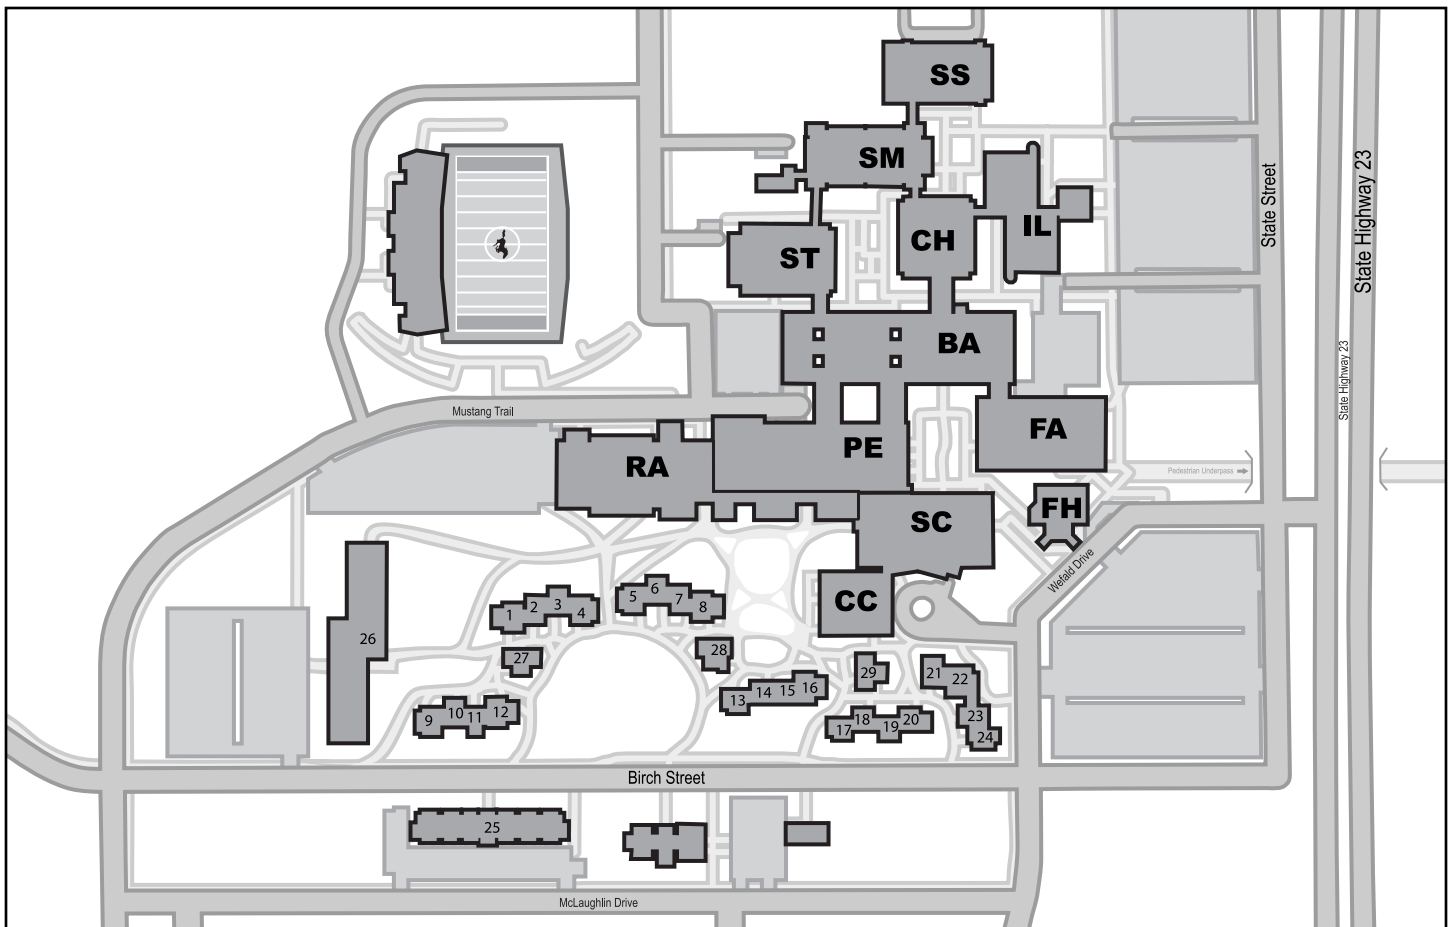 SS
SM
State Street
State Highway 23
IL
CH
ST
BA
State Highway 23
Mustang Trail
FA
PE
RA
Pedestrian Underpass
FH
SC
Wefald Drive
CC
1
2
3
4
5
6
7
8
26
27
28
29
21
22
13
14
15
16
9
10
11
12
17
18
19
20
23
24
Birch Street
25
McLaughlin Drive